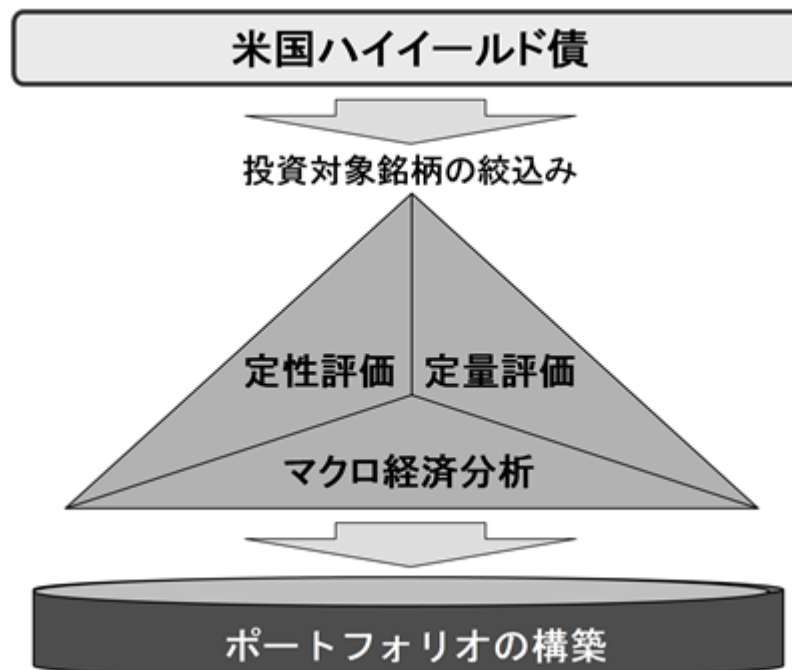 米国ハイイールド債
投資対象銘柄の絞込み
定性評価 定量評価
マクロ経済分析
ポートフォリオの構築